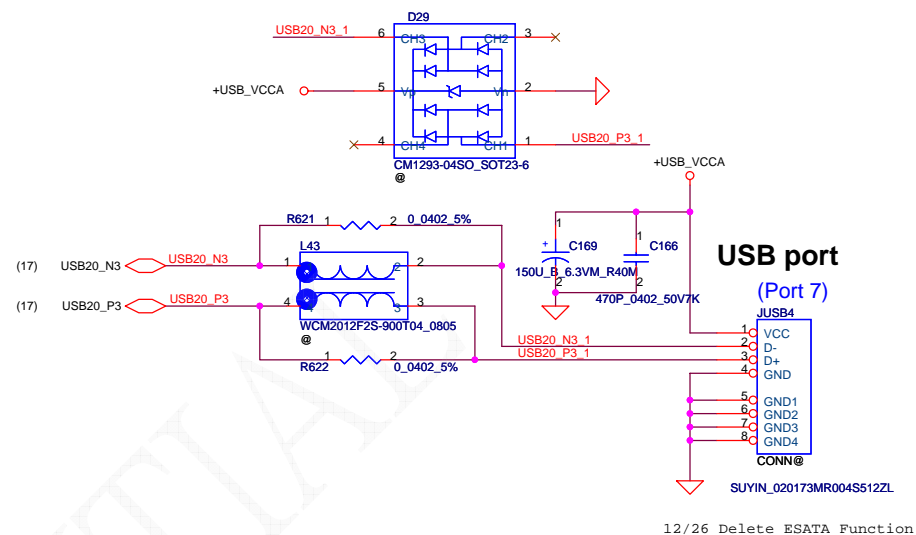 D29
USB20_N3_1 6 CH3 CH2 3
+USB_VCCA 5 Vp Vn 2
4 CH4 CH1 1 USB20_P3_1
CM1293-04SO_SOT23-6
@
+USB_VCCA
R621 1 2 0_0402_5%
L43
(17) USB20_N3 USB20_N3 1 2 2
(17) USB20_P3 USB20_P3 4 3 3
WCM2012F2S-900T04_0805
@
R622 1 2 0_0402_5%
1 + C169 2
150U_B_6.3VM_R40M
1 C166 2
470P_0402_50V7K
USB port
(Port 7)
JUSB4
1 VCC
USB20_N3_1 2 D-
USB20_P3_1 3 D+
4 GND
5 GND1
6 GND2
7 GND3
8 GND4
CONN@
SUYIN_020173MR004S512ZL
12/26 Delete ESATA Function